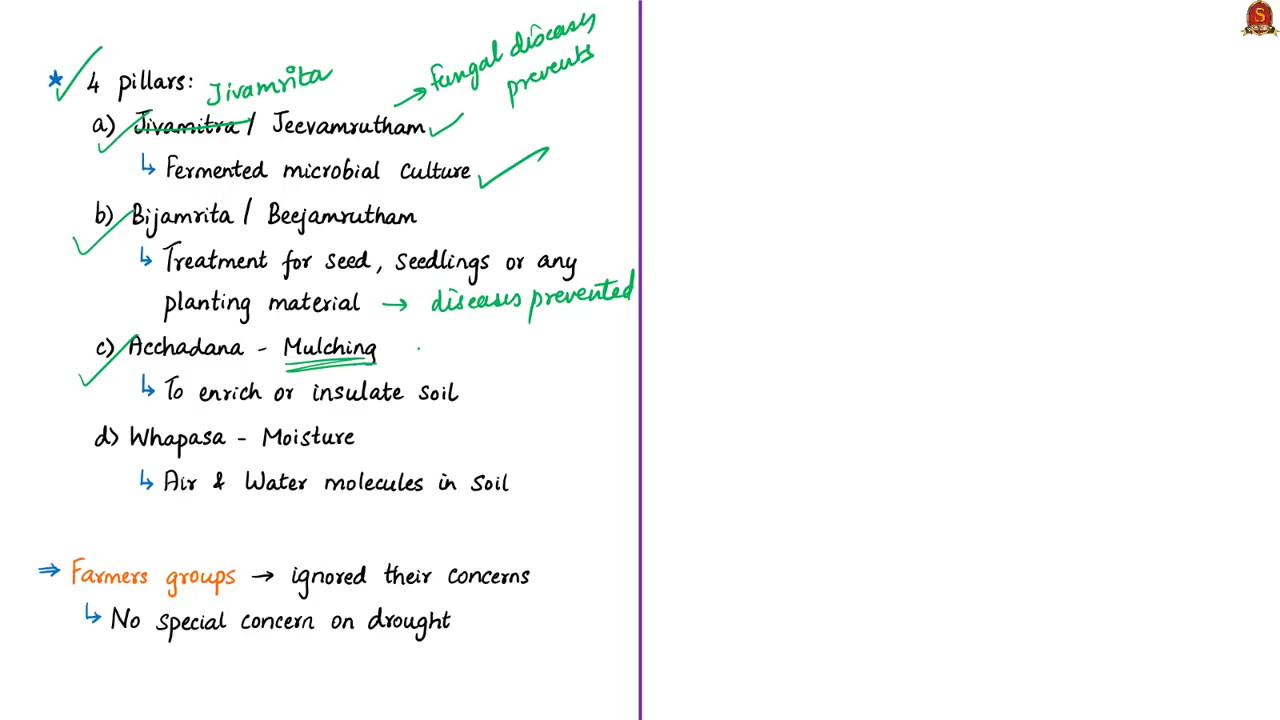 4 pillars: Jivamrita → fungal diseases
prevents
a) Jivamitra / Jeevamrutham
↳ Fermented microbial culture
b) Bijamrita / Beejamrutham
↳ Treatment for seed, seedlings or any
planting material → diseases prevented
c) Acchadana - Mulching
↳ To enrich or insulate soil
d) Whapasa - Moisture
↳ Air & Water molecules in soil
⇒ Farmers groups → ignored their concerns
↳ No special concern on drought
S